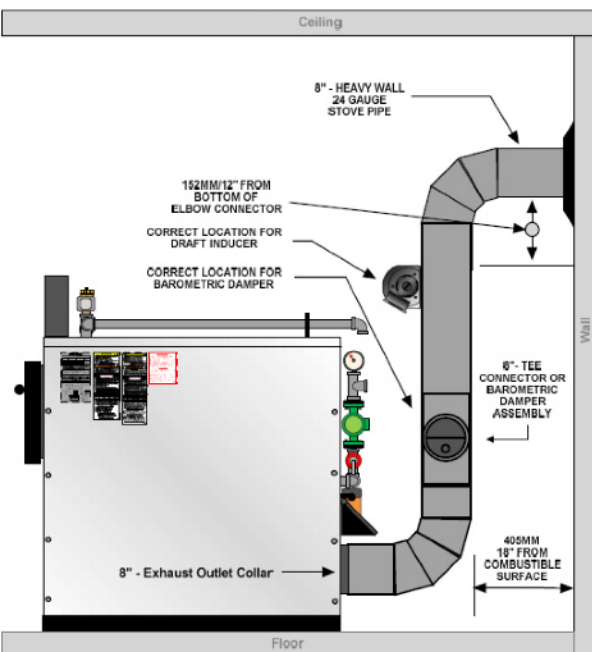 Ceiling
8" - HEAVY WALL
24 GAUGE
STOVE PIPE
152MM/12" FROM
BOTTOM OF
ELBOW CONNECTOR
CORRECT LOCATION FOR
DRAFT INDUCER
CORRECT LOCATION FOR
BAROMETRIC DAMPER
Wall
8"- TEE
CONNECTOR OR
BAROMETRIC
DAMPER
ASSEMBLY
8" - Exhaust Outlet Collar
405MM
18" FROM
COMBUSTIBLE
SURFACE
Floor